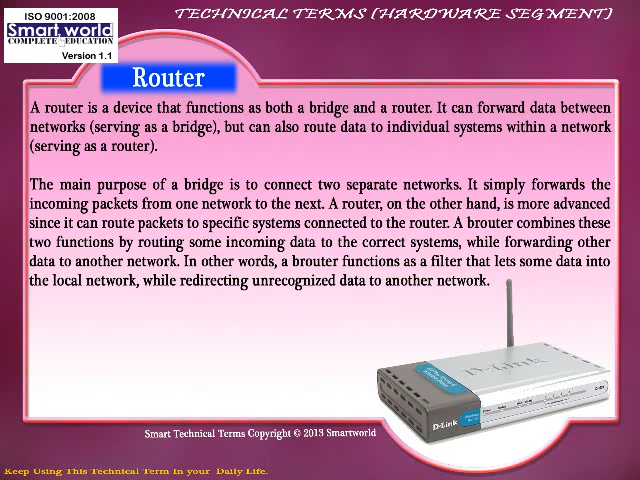 ISO 9001:2008
Smart world
COMPLETE EDUCATION
Version 1.1
TECHNICAL TERMS (HARDWARE SEGMENT)
Router
A router is a device that functions as both a bridge and a router. It can forward data between
networks (serving as a bridge), but can also route data to individual systems within a network
(serving as a router).
The main purpose of a bridge is to connect two separate networks. It simply forwards the
incoming packets from one network to the next. A router, on the other hand, is more advanced
since it can route packets to specific systems connected to the router. A brouter combines these
two functions by routing some incoming data to the correct systems, while forwarding other
data to another network. In other words, a brouter functions as a filter that lets some data into
the local network, while redirecting unrecognized data to another network.
D-Link
D-Link
Smart Technical Terms Copyright © 2013 Smartworld
Keep Using This Technical Term In your Daily Life.